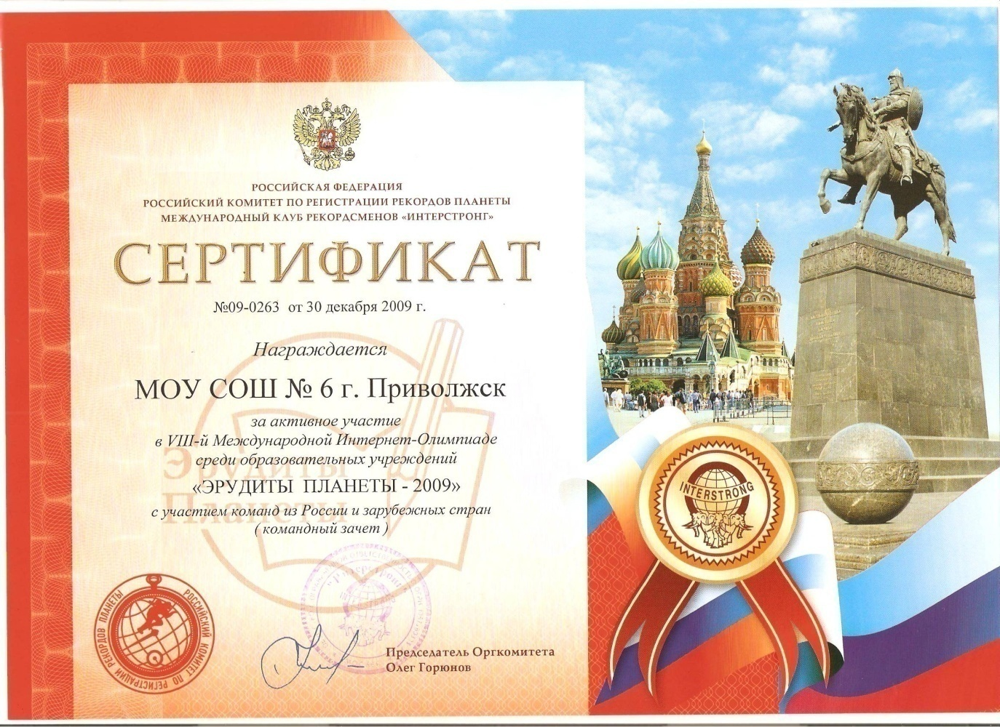 РОССИЙСКАЯ ФЕДЕРАЦИЯ
РОССИЙСКИЙ КОМИТЕТ ПО РЕГИСТРАЦИИ РЕКОРДОВ ПЛАНЕТЫ
МЕЖДУНАРОДНЫЙ КЛУБ РЕКОРДСМЕНОВ «ИНТЕРСТРОНГ»
СЕРТИФИКАТ
№09-0263 от 30 декабря 2009 г.
Награждается
МОУ СОШ № 6 г. Приволжск
за активное участие
в VIII-й Международной Интернет-Олимпиаде
среди образовательных учреждений
«ЭРУДИТЫ ПЛАНЕТЫ - 2009»
с участием команд из России и зарубежных стран
( командный зачет )
Эрудиты
Планеты
РОССИЙСКИЙ КОМИТЕТ ПО РЕГИСТРАЦИИ РЕКОРДОВ ПЛАНЕТЫ
"Интерстронг"
Председатель Оргкомитета
Олег Горюнов
INTERSTRONG